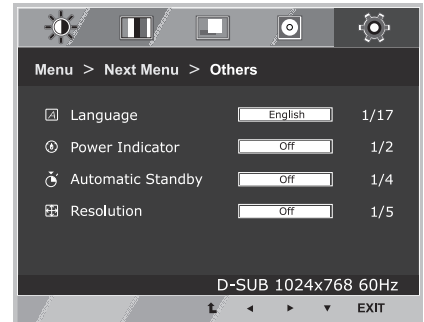 Menu > Next Menu > Others
Language English 1/17
Power Indicator Off 1/2
Automatic Standby Off 1/4
Resolution Off 1/5
D-SUB 1024x768 60Hz
EXIT